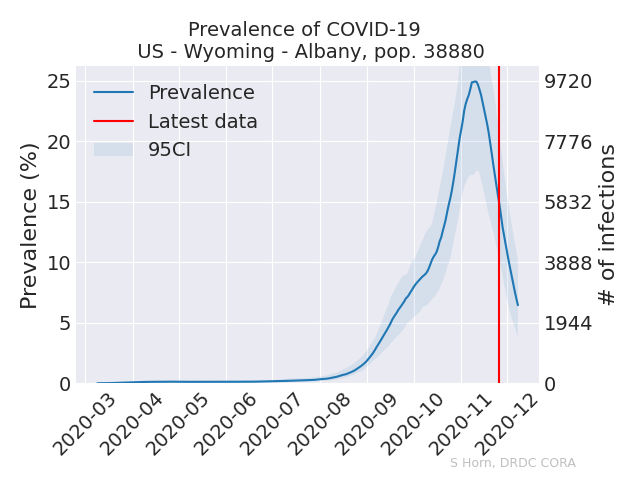 Prevalence of COVID-19
US - Wyoming - Albany, pop. 38880
Prevalence
Latest data
95CI
Prevalence (%)
25
20
15
10
5
0
9720
7776
5832
3888
1944
0
# of infections
2020-03
2020-04
2020-05
2020-06
2020-07
2020-08
2020-09
2020-10
2020-11
2020-12
S Horn, DRDC CORA